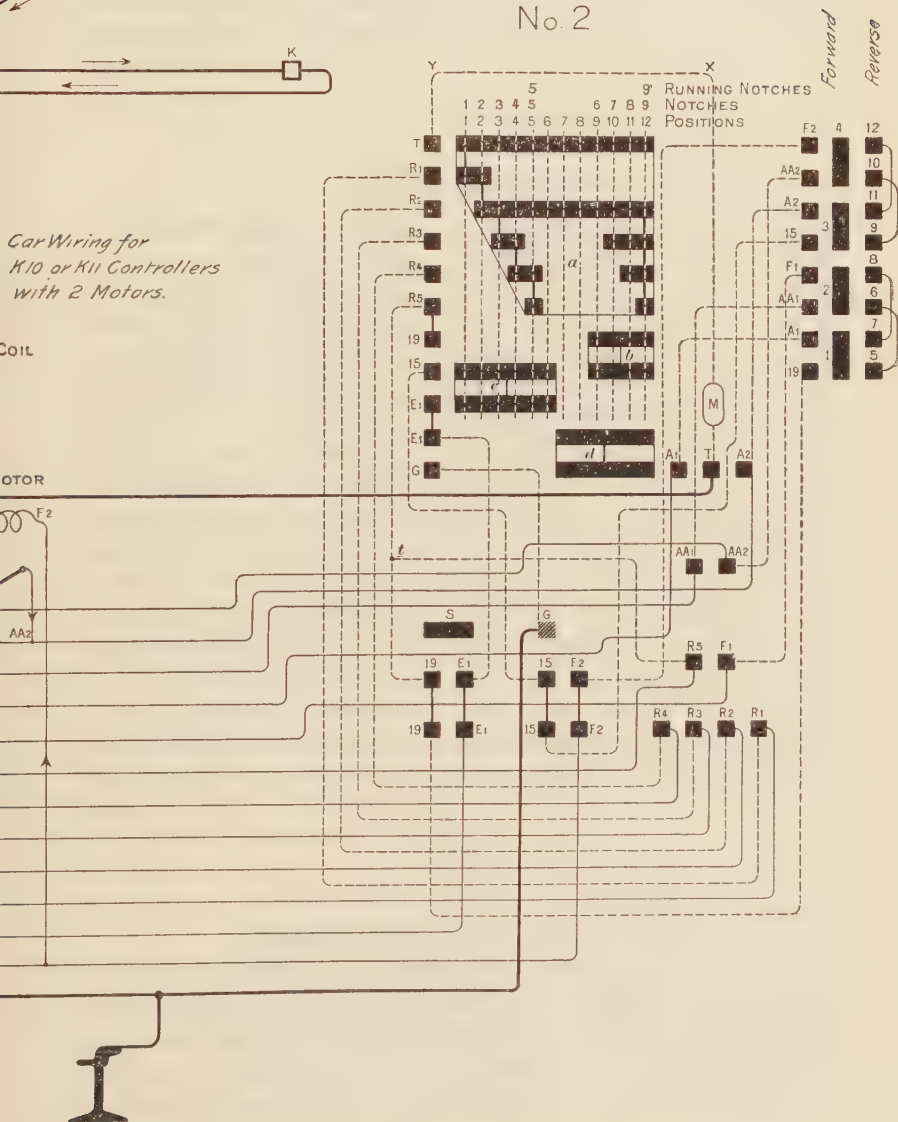 No. 2
Forward
Reverse
K
Y
X
5'
9'
RUNNING NOTCHES
1 2 3 4 5 6 7 8 9
NOTCHES
1 2 3 4 5 6 7 8 9 10 11 12
POSITIONS
T
R1
R2
R3
R4
R5
19
15
E1
E1
G
a
b
c
d
F2
AA2
A2
15
F1
AA1
A1
19
4
3
2
1
12
10
11
9
8
6
7
5
Car Wiring for
K10 or K11 Controllers
with 2 Motors.
COIL
OTOR
F2
AA2
M
A1
T
A2
t
AA1
AA2
S
G
19
E1
15
F2
R5
F1
19
E1
15
F2
R4
R3
R2
R1